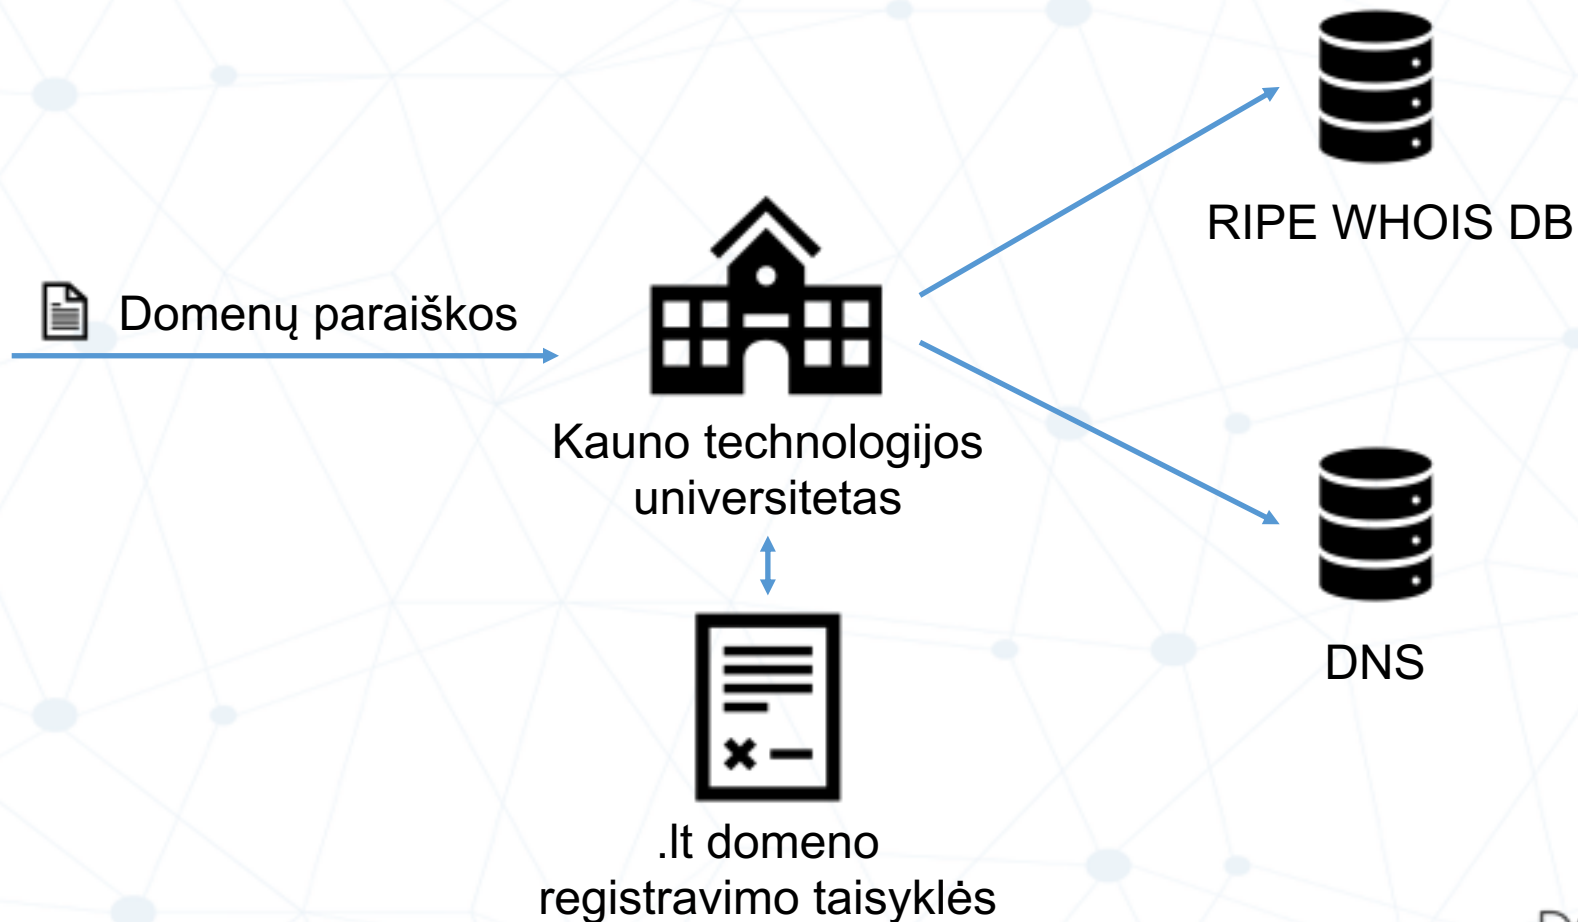 RIPE WHOIS DB
Domenų paraiškos
Kauno technologijos
universitetas
DNS
.lt domeno
registravimo taisyklės